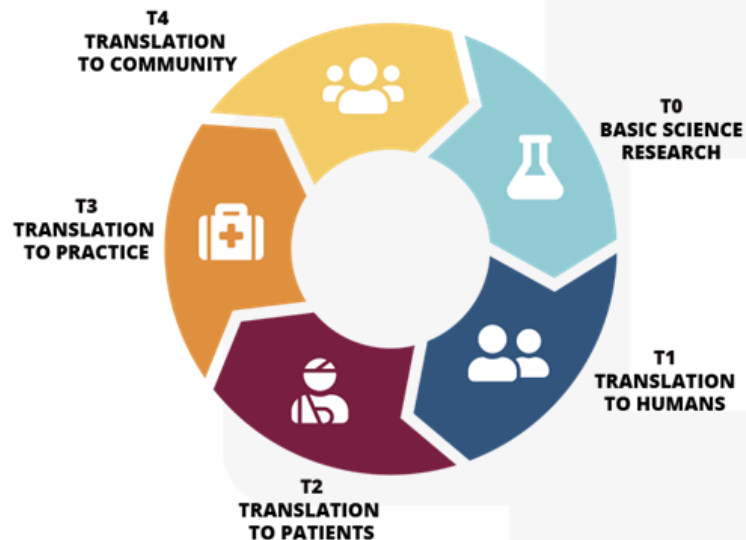 T4
TRANSLATION
TO COMMUNITY
T0
BASIC SCIENCE
RESEARCH
T3
TRANSLATION
TO PRACTICE
T1
TRANSLATION
TO HUMANS
T2
TRANSLATION
TO PATIENTS